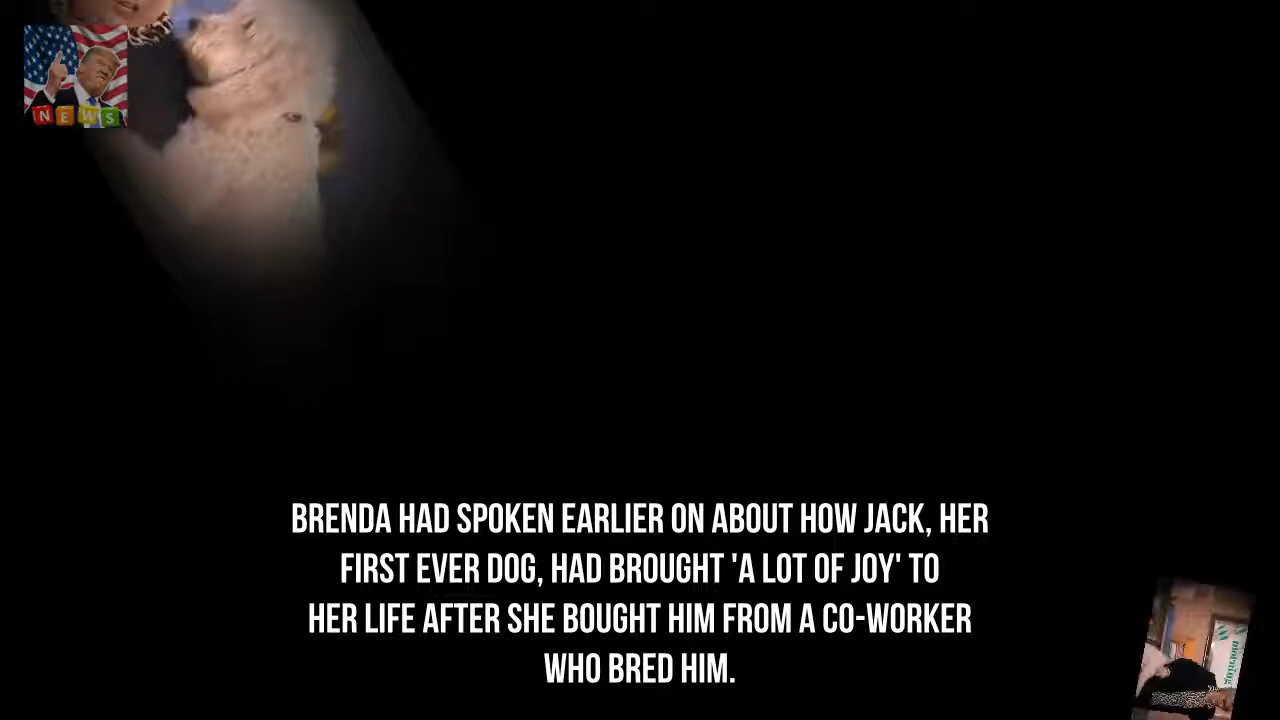 NEWS
BRENDA HAD SPOKEN EARLIER ON ABOUT HOW JACK, HER
FIRST EVER DOG, HAD BROUGHT 'A LOT OF JOY' TO
HER LIFE AFTER SHE BOUGHT HIM FROM A CO-WORKER
WHO BRED HIM.
morning